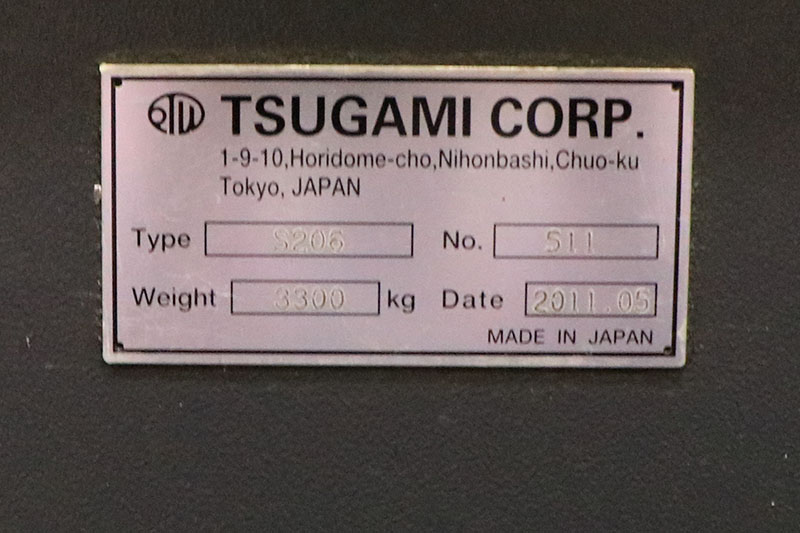 RTW TSUGAMI CORP.
1-9-10,Horidome-cho,Nihonbashi,Chuo-ku
Tokyo, JAPAN
Type S206 No. 511
Weight 3300 kg Date 2011.05
MADE IN JAPAN